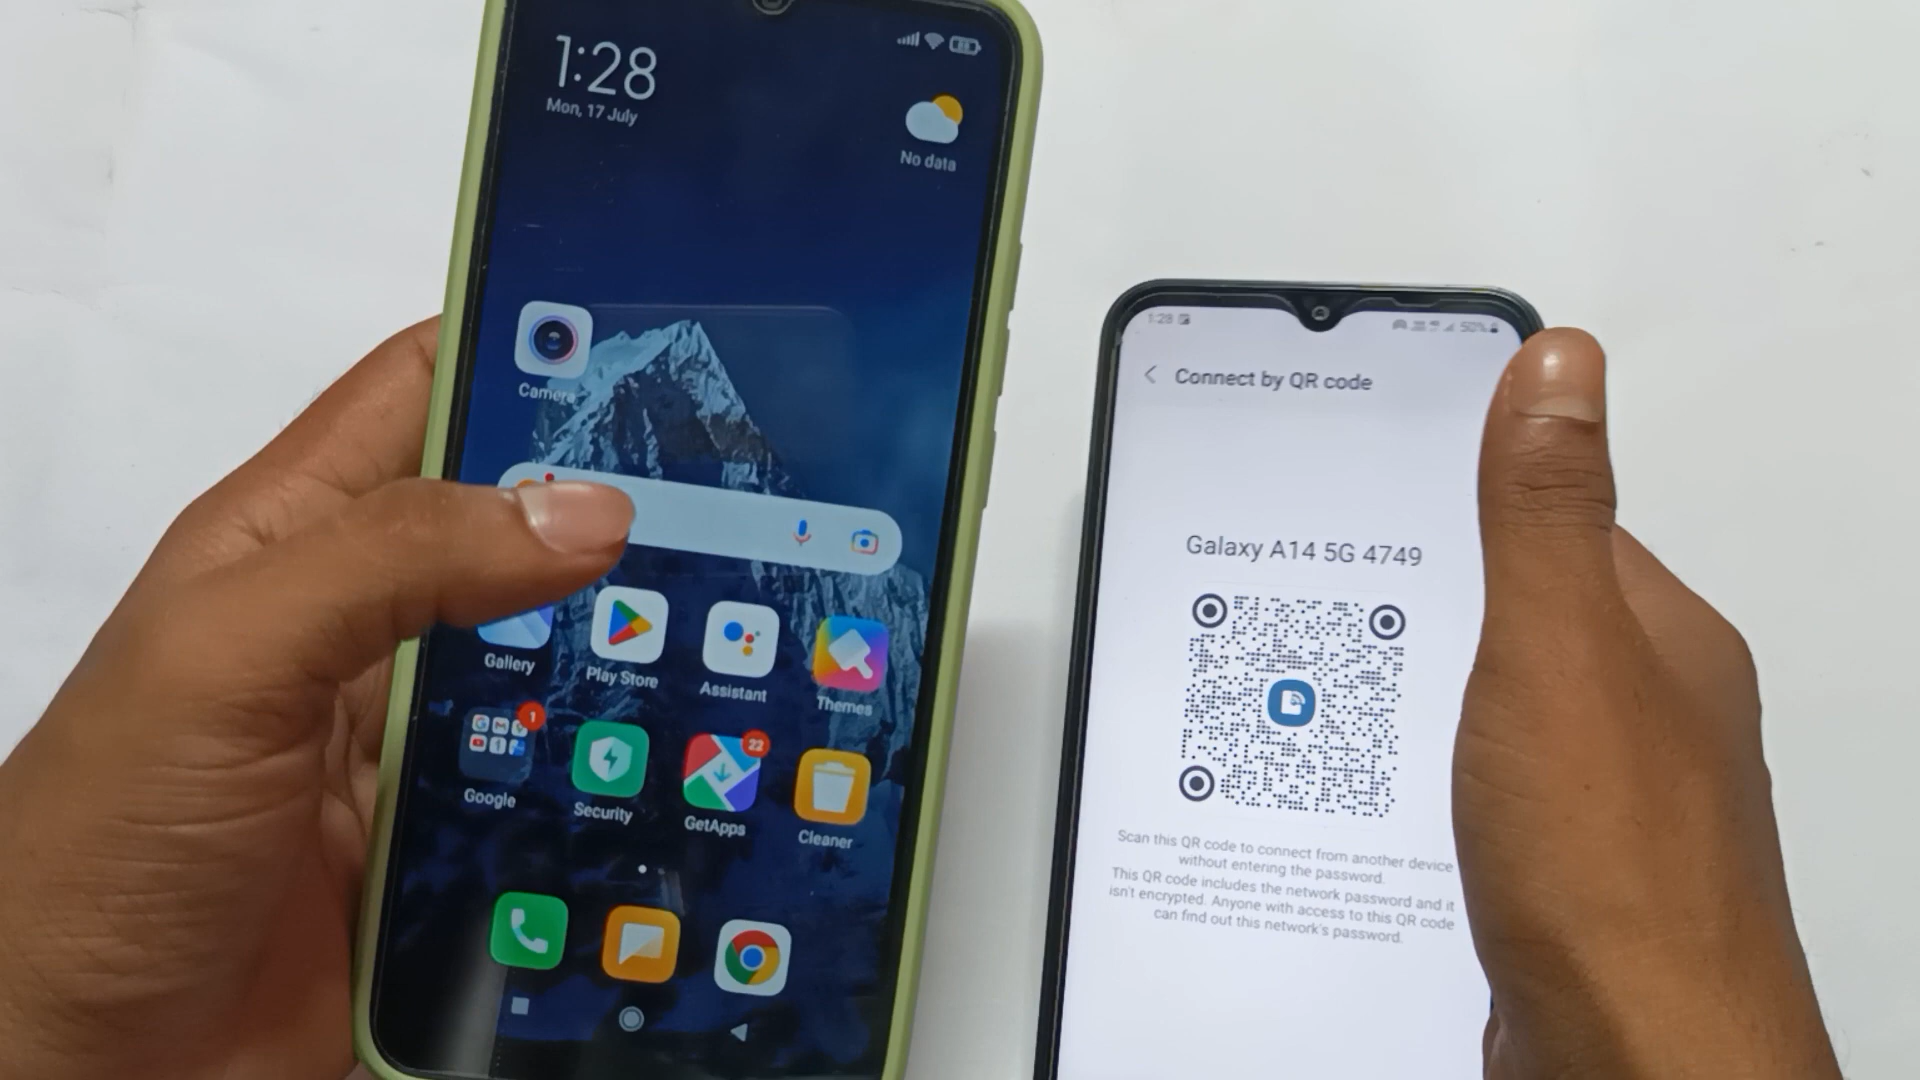 1:28
Mon, 17 July
No data
Camera
Gallery
Play Store
Assistant
Themes
1
22
Google
Security
GetApps
Cleaner
1:28
50%
Connect by QR code
Galaxy A14 5G 4749
Scan this QR code to connect from another device
without entering the password.
This QR code includes the network password and it
isn't encrypted. Anyone with access to this QR code
can find out this network's password.